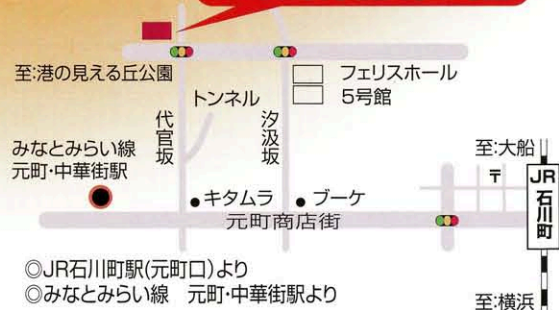 至:港の見える丘公園
フェリスホール
5号館
トンネル
代官坂
汐汲坂
みなとみらい線
元町・中華街駅
至:大船
〒
JR
石川町
キタムラ
ブーケ
元町商店街
◎JR石川町駅(元町口)より
◎みなとみらい線 元町・中華街駅より
至:横浜